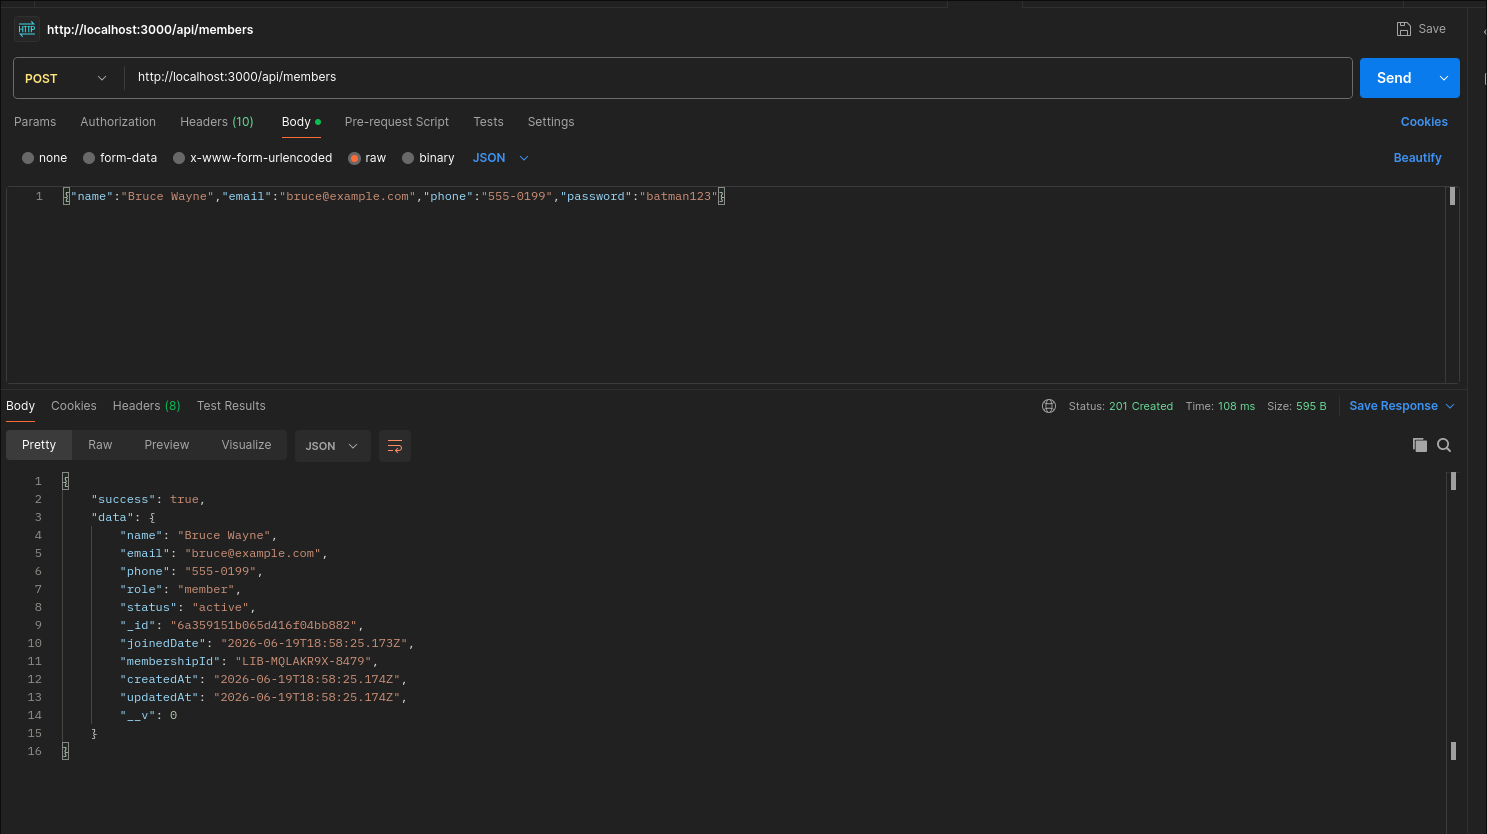 HTTP http://localhost:3000/api/members Save
POST http://localhost:3000/api/members Send
Params Authorization Headers (10) Body Pre-request Script Tests Settings Cookies
none form-data x-www-form-urlencoded raw binary JSON Beautify
1 {"name":"Bruce Wayne","email":"bruce@example.com","phone":"555-0199","password":"batman123"}
Body Cookies Headers (8) Test Results Status: 201 Created Time: 108 ms Size: 595 B Save Response
Pretty Raw Preview Visualize JSON
1 {
2 "success": true,
3 "data": {
4 "name": "Bruce Wayne",
5 "email": "bruce@example.com",
6 "phone": "555-0199",
7 "role": "member",
8 "status": "active",
9 "_id": "6a359151b065d416f04bb882",
10 "joinedDate": "2026-06-19T18:58:25.173Z",
11 "membershipId": "LIB-MQLAKR9X-8479",
12 "createdAt": "2026-06-19T18:58:25.174Z",
13 "updatedAt": "2026-06-19T18:58:25.174Z",
14 "__v": 0
15 }
16 }